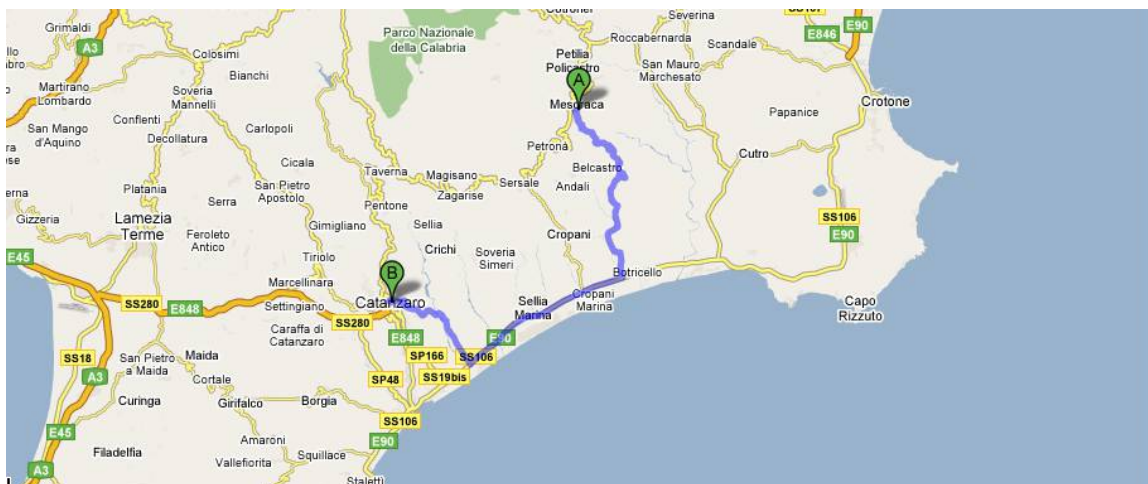 Cotronei
Severina
SS107
E90
E846
Grimaldi
A3
Colosimi
Parco Nazionale
della Calabria
Roccabernarda
Scandale
Petilia
Policastro
San Mauro
Marchesato
Bianchi
Martirano
Lombardo
Soveria
Mannelli
A
Mesoraca
Crotone
Conflenti
Carlopoli
Papanice
San Mango
d'Aquino
Decollatura
Petronà
Cutro
Cicala
Taverna
Magisano
Sersale
Belcastro
Andali
Platania
San Pietro
Apostolo
Zagarise
Serra
Pentone
Gizzeria
Lamezia
Terme
Feroleto
Antico
Gimigliano
Sellia
Crichi
Cropani
SS106
E90
E45
Tiriolo
Soveria
Simeri
Marcellinara
B
Botricello
SS280
E848
Settingiano
Catanzaro
Sellia
Marina
Cropani
Marina
Capo
Rizzuto
Caraffa di
Catanzaro
SS280
E848
E90
SS18
San Pietro
a Maida
Maida
SP166
SS106
A3
Cortale
SP48
SS19bis
Curinga
Girifalco
Borgia
SS106
E45
Amaroni
E90
Filadelfia
Squillace
A3
Vallefiorita
Stalettì